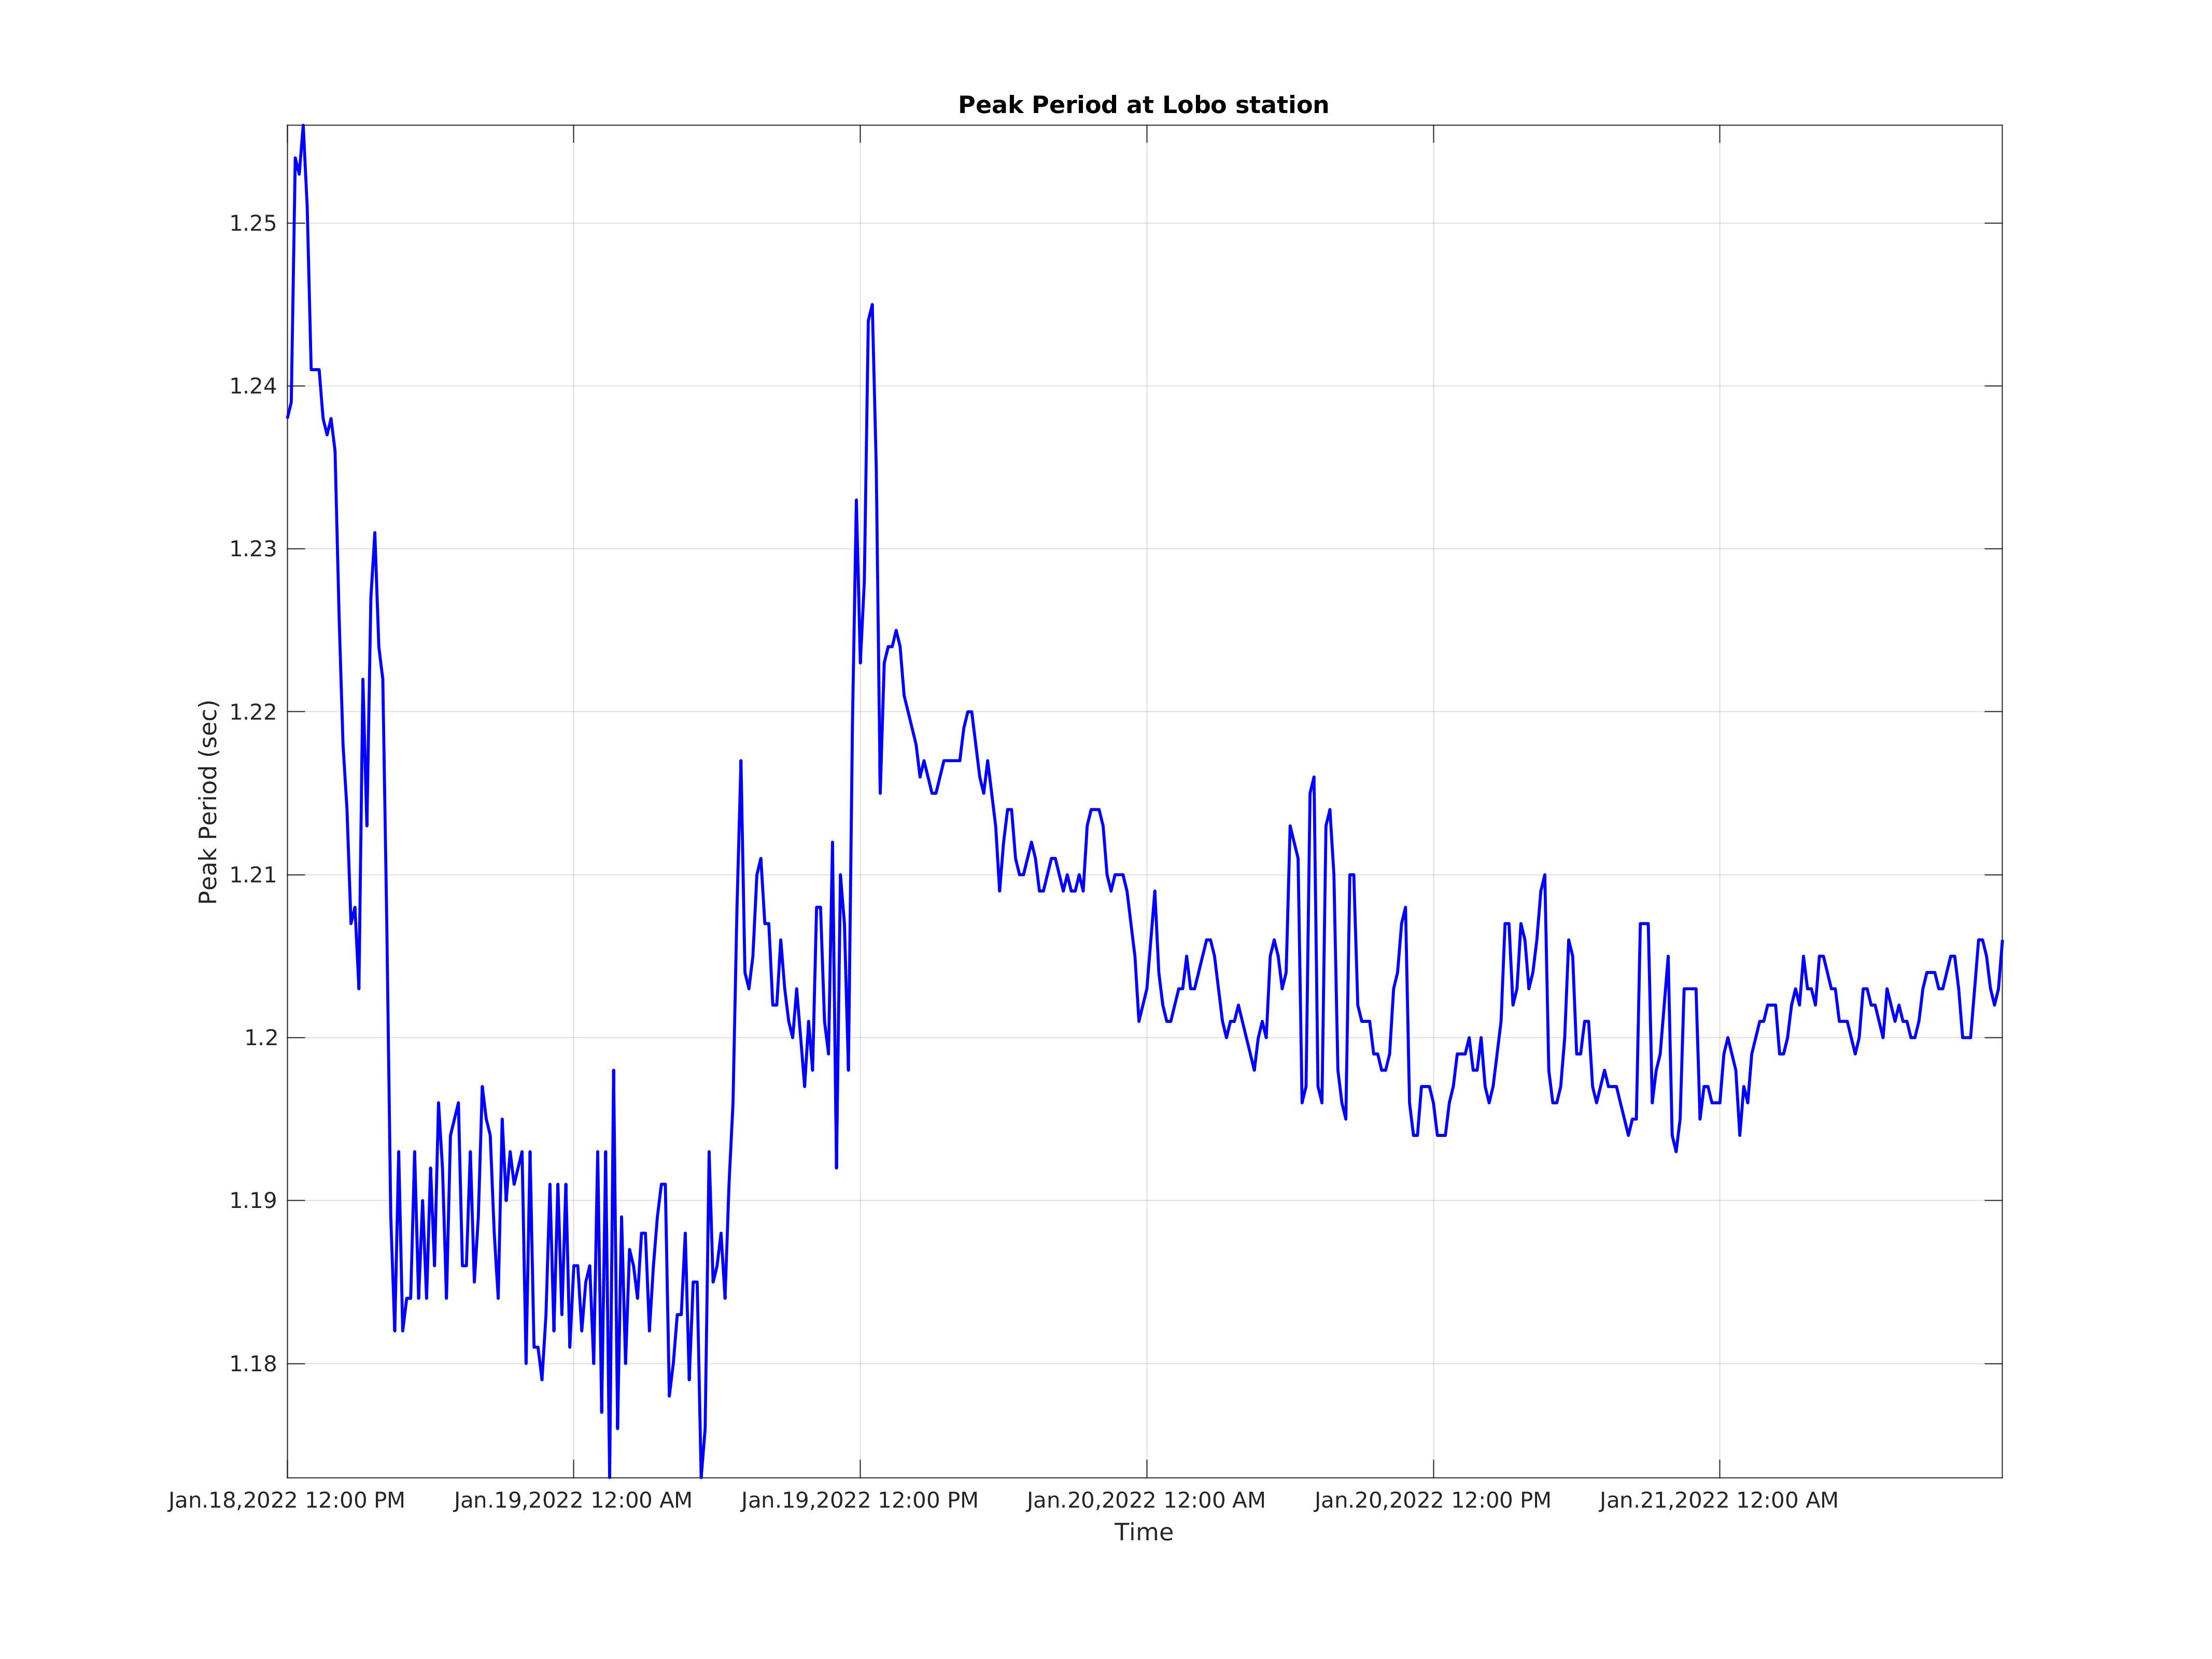 Peak Period at Lobo station
Peak Period (sec)
1.25
1.24
1.23
1.22
1.21
1.2
1.19
1.18
Jan.18,2022 12:00 PM Jan.19,2022 12:00 AM Jan.19,2022 12:00 PM Jan.20,2022 12:00 AM Jan.20,2022 12:00 PM Jan.21,2022 12:00 AM
Time